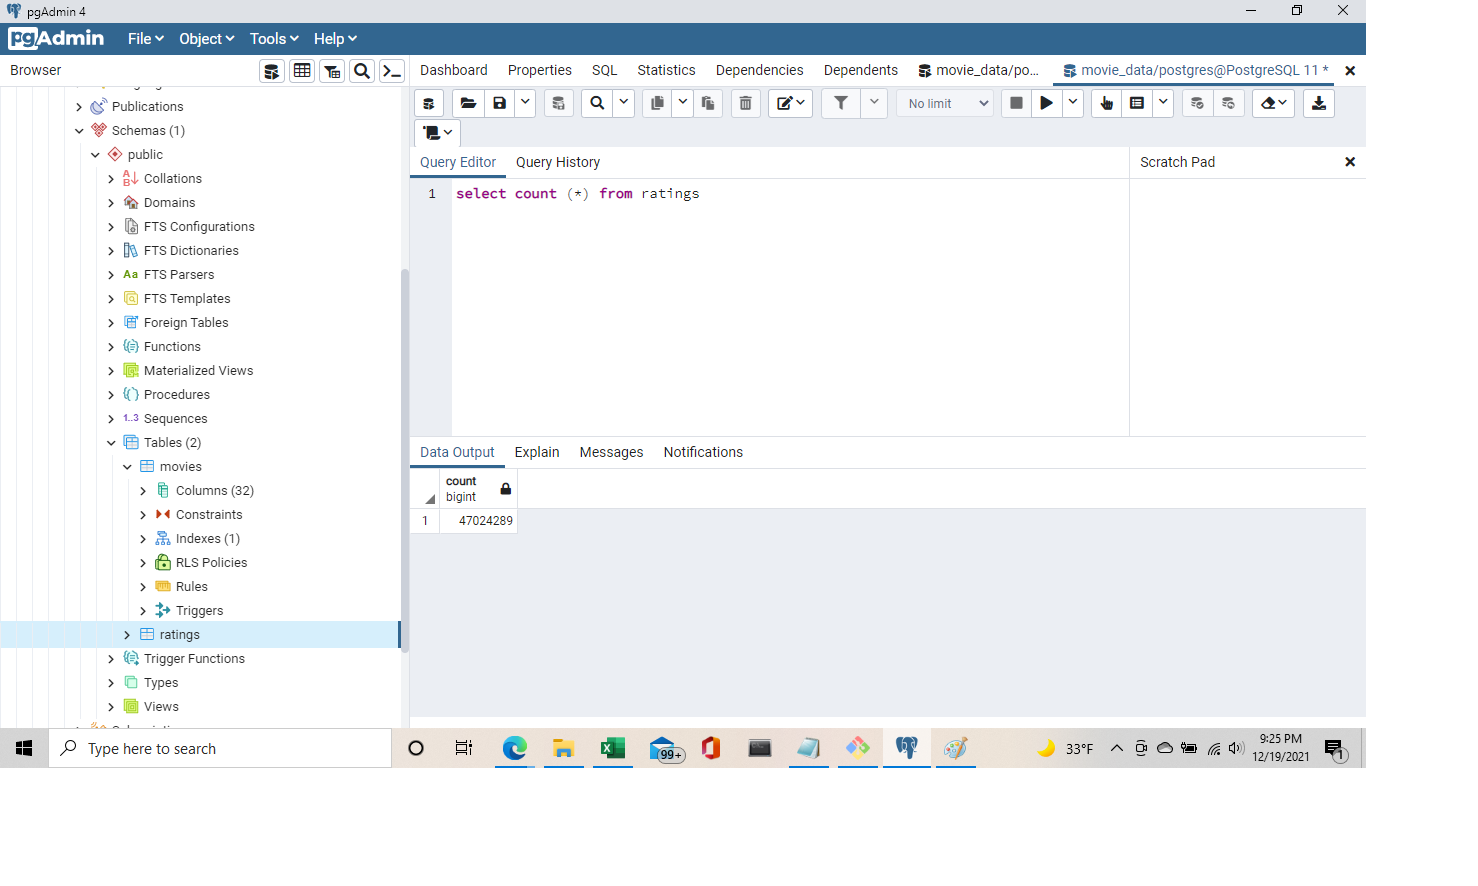 pgAdmin 4
pgAdmin File Object Tools Help
Browser
Dashboard Properties SQL Statistics Dependencies Dependents movie_data/po... movie_data/postgres@PostgreSQL 11 *
No limit
Publications
Schemas (1)
public
Collations
Domains
FTS Configurations
FTS Dictionaries
Aa FTS Parsers
FTS Templates
Foreign Tables
Functions
Materialized Views
Procedures
1..3 Sequences
Tables (2)
movies
Columns (32)
Constraints
Indexes (1)
RLS Policies
Rules
Triggers
ratings
Trigger Functions
Types
Views
Query Editor Query History
Scratch Pad
1 select count (*) from ratings
Data Output Explain Messages Notifications
count
bigint
1 47024289
Type here to search
99+
33°F
9:25 PM
12/19/2021
1